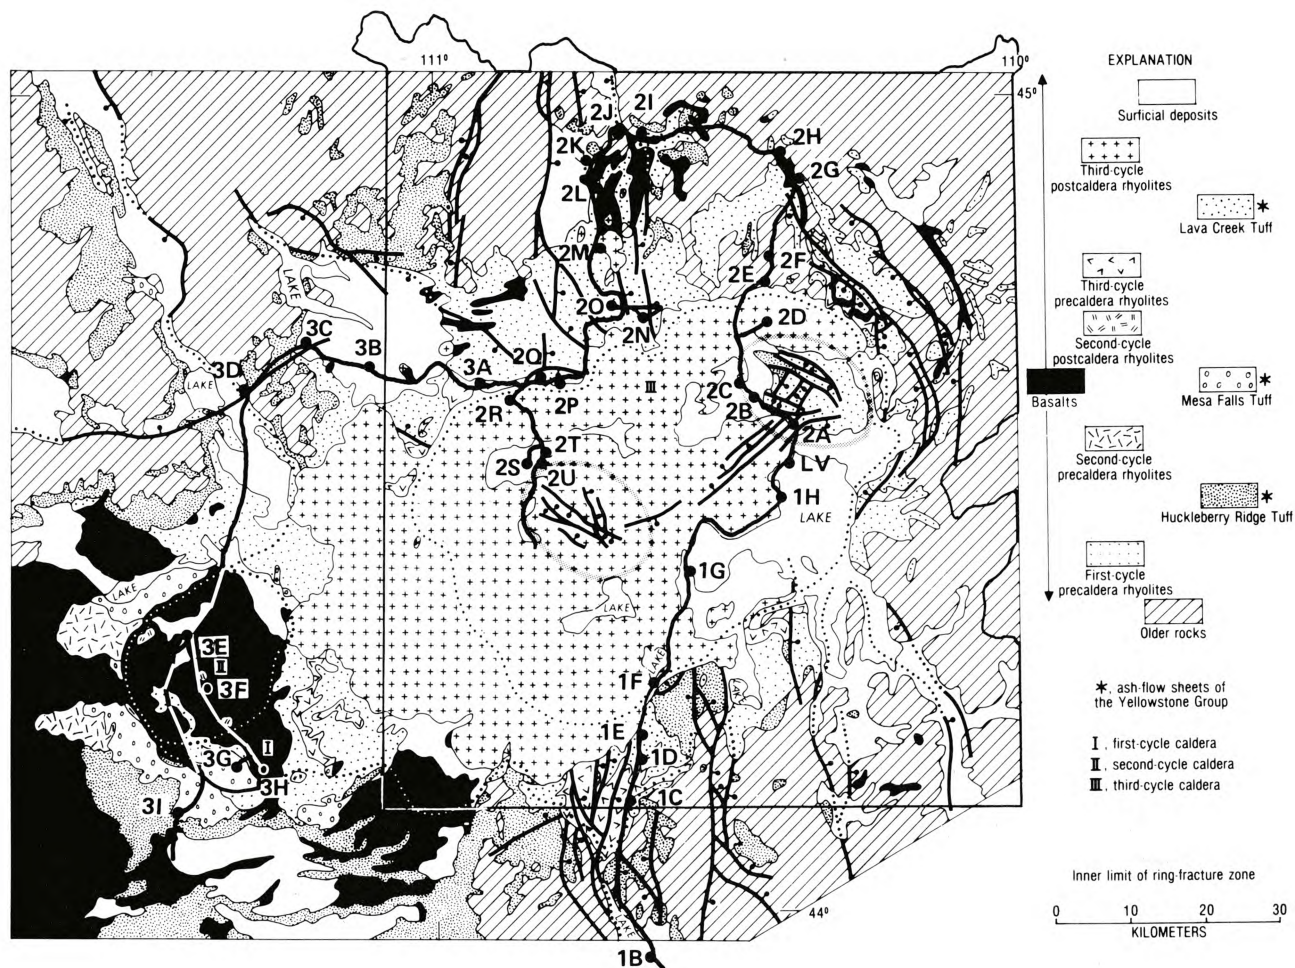 111°
110°
45°
2I
2J
2K
2H
2G
2L
2M
2F
2E
2O
2N
2D
LAKE
3C
3B
3D
LAKE
3A
2Q
2P
III
2R
2C
2B
2A
2T
2S
2U
LV
1H
LAKE
1G
LAKE
LAKE
3E
II
3F
1F
LAKE
1E
I
3G
3H
1D
3I
1C
44°
LAKE
1B
EXPLANATION
Surficial deposits
Third-cycle
postcaldera rhyolites
*
Lava Creek Tuff
Third-cycle
precaldera rhyolites
Second-cycle
postcaldera rhyolites
Basalts
*
Mesa Falls Tuff
Second-cycle
precaldera rhyolites
*
Huckleberry Ridge Tuff
First-cycle
precaldera rhyolites
Older rocks
*, ash-flow sheets of
the Yellowstone Group
I, first-cycle caldera
II, second-cycle caldera
III, third-cycle caldera
Inner limit of ring-fracture zone
0 10 20 30
KILOMETERS